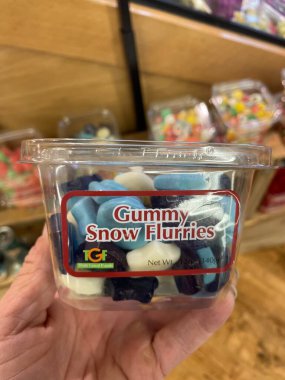 Gummy
Snow Flurries
TGF
Net Wt.